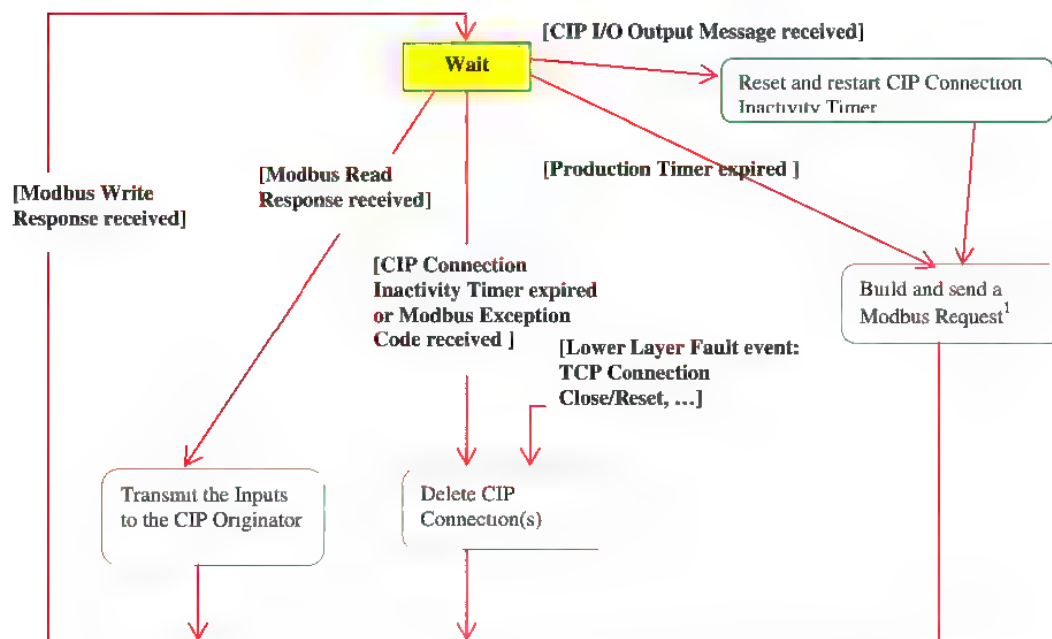 [CIP I/O Output Message received]
Wait
Reset and restart CIP Connection
Inactivity Timer
[Production Timer expired ]
[Modbus Read
Response received]
[Modbus Write
Response received]
[CIP Connection
Inactivity Timer expired
or Modbus Exception
Code received ]
Build and send a
Modbus Request¹
[Lower Layer Fault event:
TCP Connection
Close/Reset, …]
Transmit the Inputs
to the CIP Originator
Delete CIP
Connection(s)